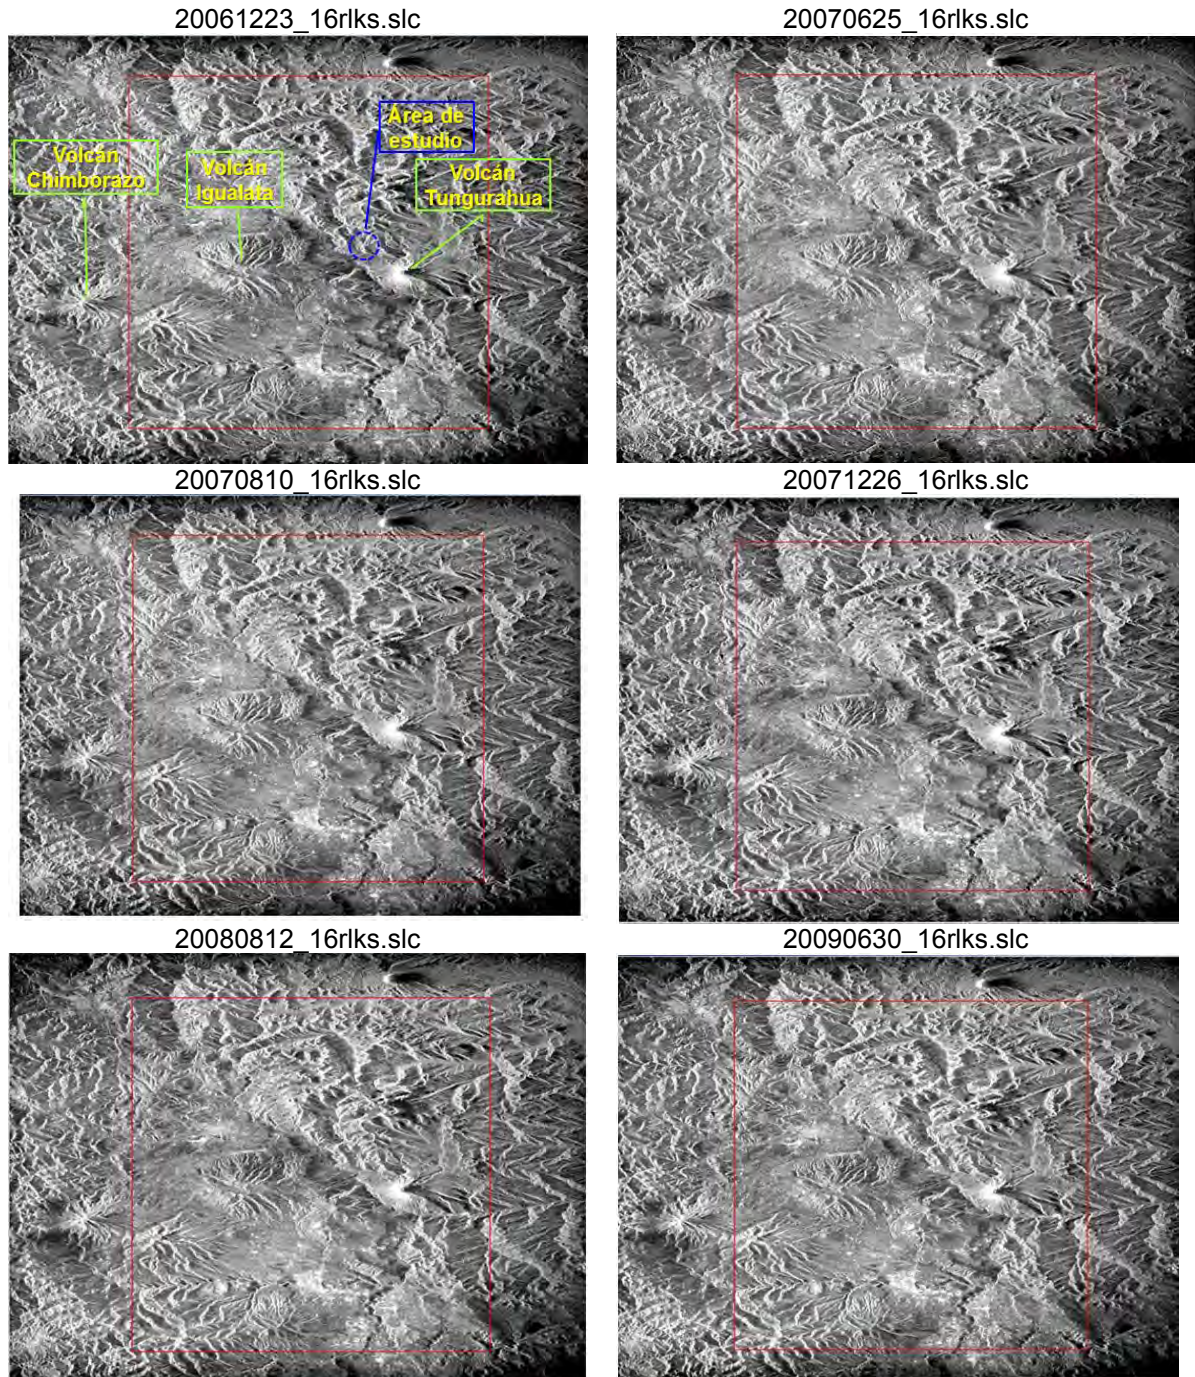 20061223_16rlks.slc
20070625_16rlks.slc
Área de
estudio
Volcán
Chimborazo
Volcán
Igualata
Volcán
Tungurahua
20070810_16rlks.slc
20071226_16rlks.slc
20080812_16rlks.slc
20090630_16rlks.slc